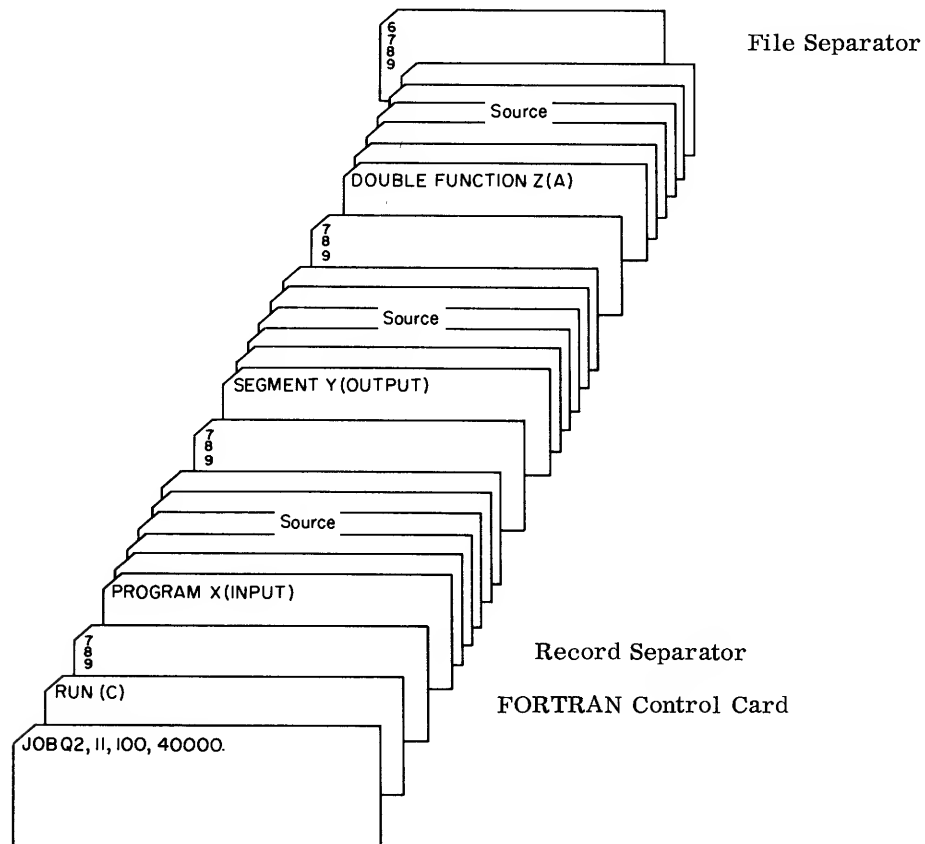 6
7
8
9
File Separator
Source
DOUBLE FUNCTION Z(A)
7
8
9
Source
SEGMENT Y(OUTPUT)
7
8
9
Source
PROGRAM X(INPUT)
7
8
9
Record Separator
RUN (C)
FORTRAN Control Card
JOBQ2, 11, 100, 40000.